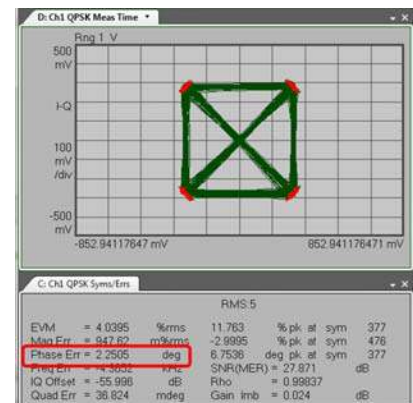 D: Ch1 QPSK Meas Time
Rng 1 V
500
mV
I-Q
100
mV
/div
-500
mV
-852.94117647 mV 852.941176471 mV
C: Ch1 QPSK Syms/Errs
RMS:5
EVM = 4.0395 %rms 11.763 % pk at sym 377
Mag Err = 947.62 m%rms -2.9995 % pk at sym 476
Phase Err = 2.2505 deg 6.7536 deg pk at sym 377
Freq Err = -4.3632 kHz SNR(MER) = 27.871 dB
IQ Offset = -55.996 dB Rho = 0.99837
Quad Err = 36.824 mdeg Gain Imb = 0.024 dB